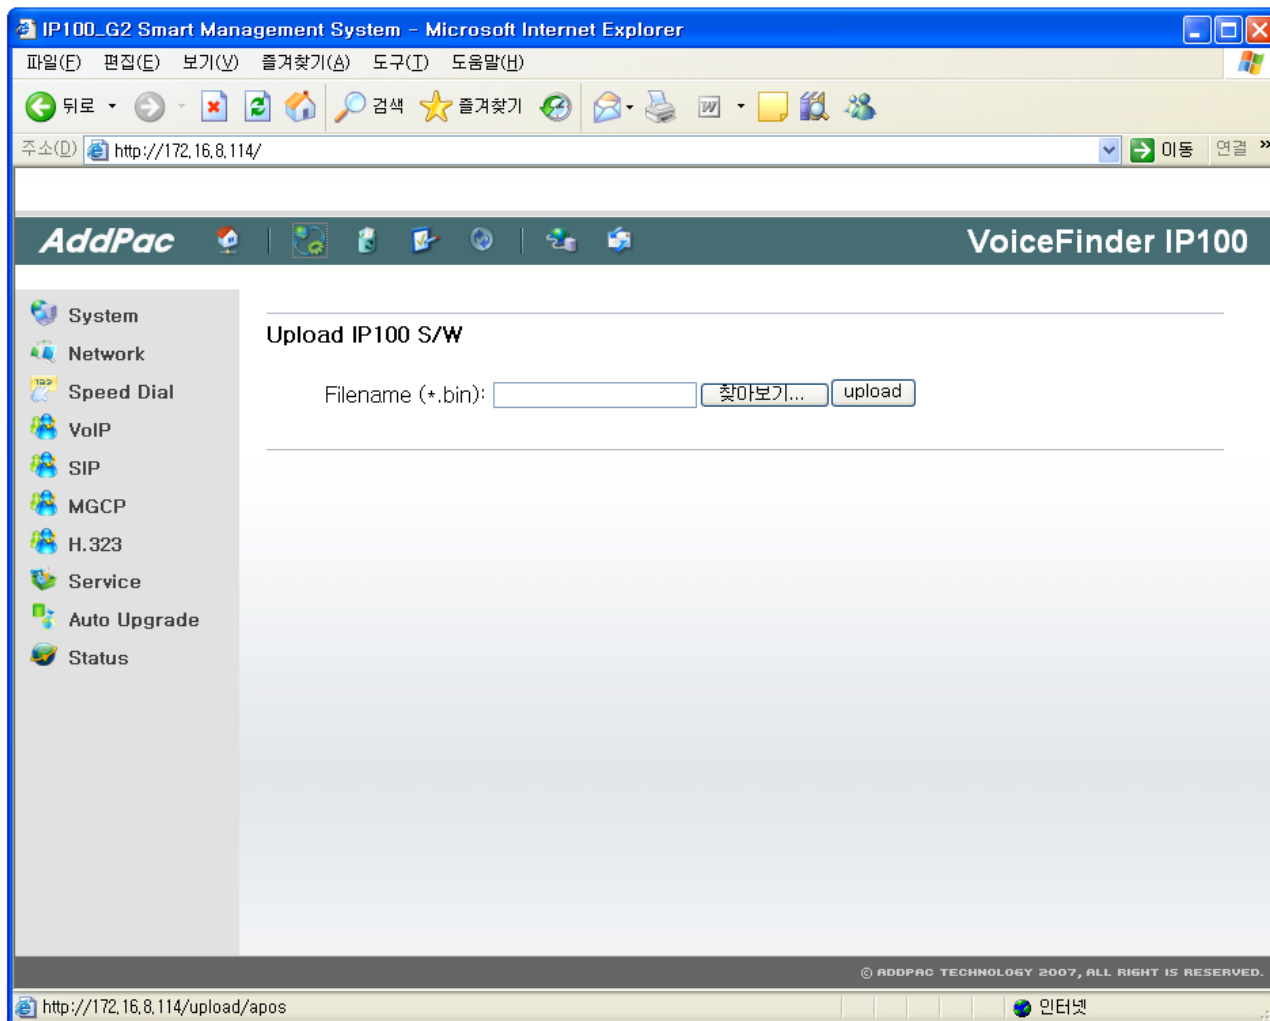 IP100_G2 Smart Management System - Microsoft Internet Explorer
파일(F) 편집(E) 보기(V) 즐겨찾기(A) 도구(T) 도움말(H)
뒤로 검색 즐겨찾기
주소(D) http://172.16.8.114/ 이동 연결 »
AddPac VoiceFinder IP100
System
Network
Speed Dial
VoIP
SIP
MGCP
H.323
Service
Auto Upgrade
Status
Upload IP100 S/W
Filename (*.bin): 찾아보기... upload
© ADDPAC TECHNOLOGY 2007, ALL RIGHT IS RESERVED.
http://172.16.8.114/upload/apos 인터넷